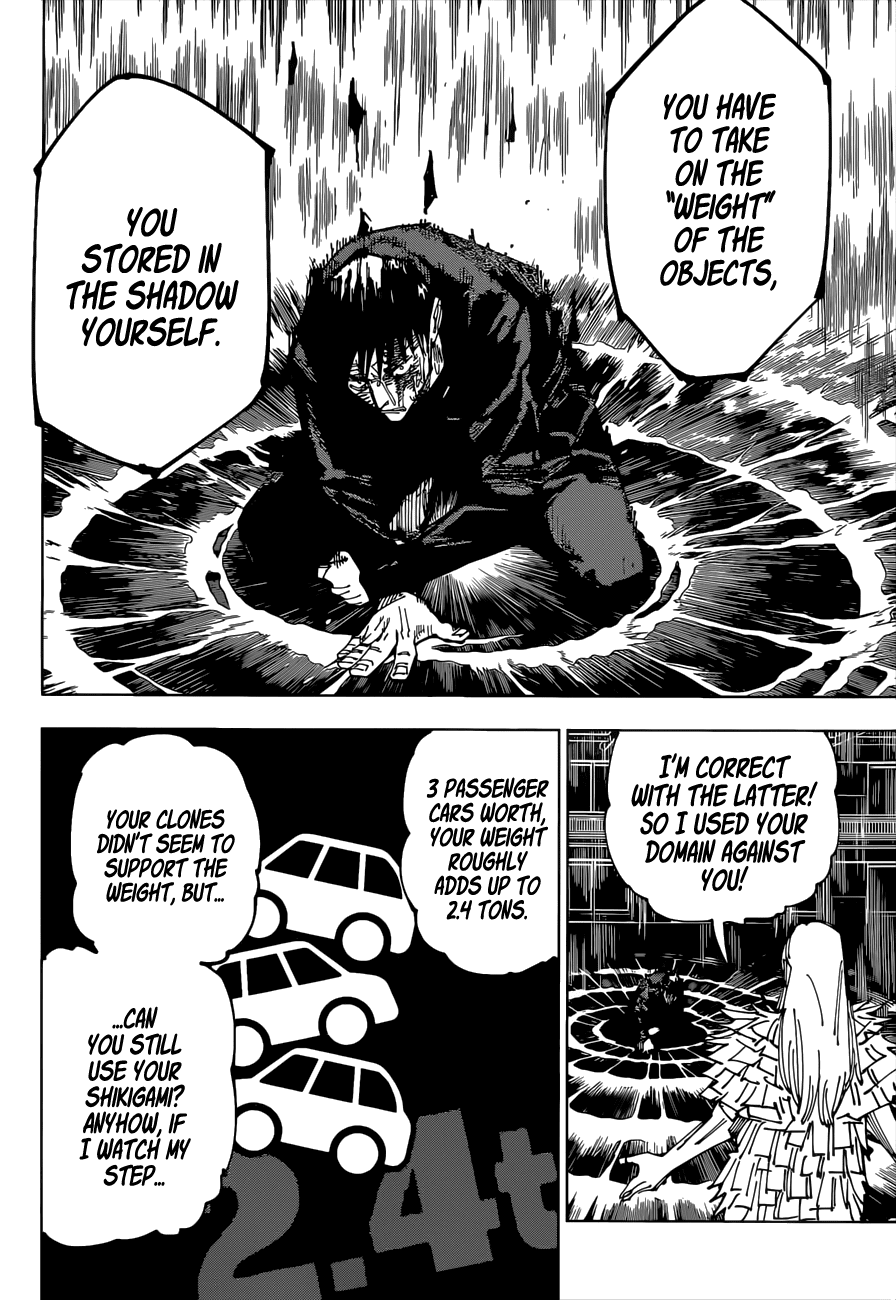 YOU HAVE
TO TAKE
ON THE
"WEIGHT"
OF THE
OBJECTS,
YOU
STORED IN
THE SHADOW
YOURSELF.
I'M CORRECT
WITH THE LATTER!
SO I USED YOUR
DOMAIN AGAINST
YOU!
3 PASSENGER
CARS WORTH,
YOUR WEIGHT
ROUGHLY
ADDS UP TO
2.4 TONS.
YOUR CLONES
DIDN'T SEEM TO
SUPPORT THE
WEIGHT, BUT...
...CAN
YOU STILL
USE YOUR
SHIKIGAMI?
ANYHOW, IF
I WATCH MY
STEP...
2.4t